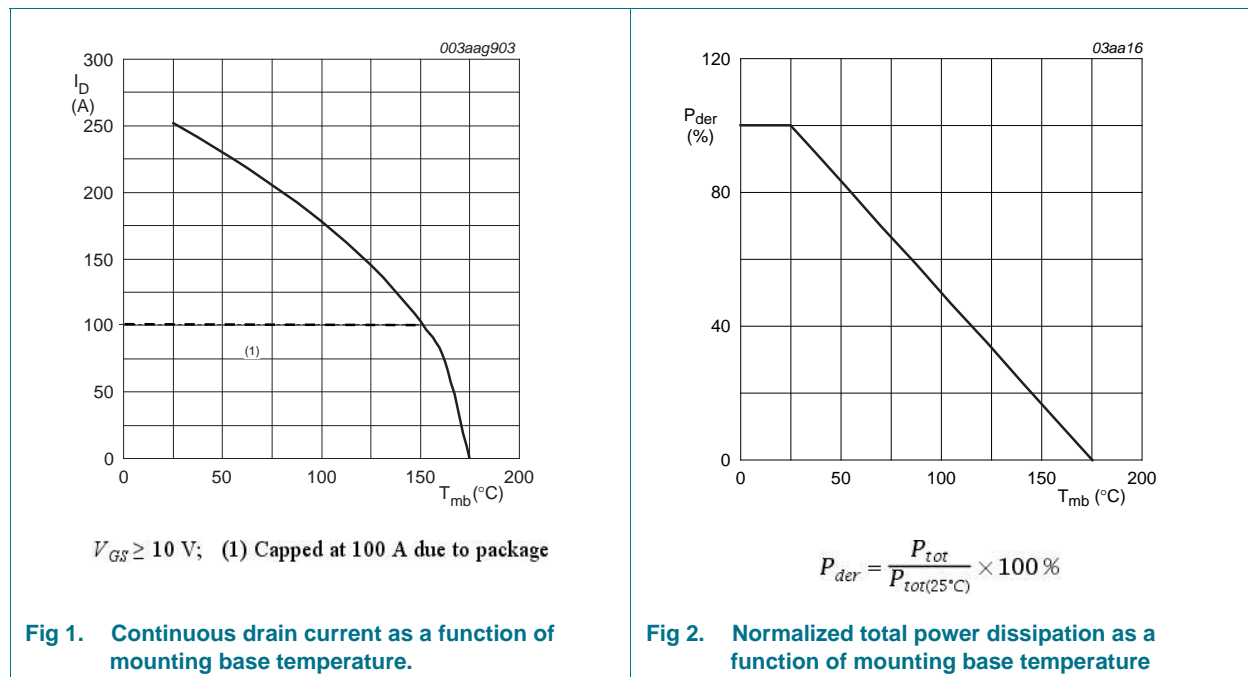 003aag903
300
I_D
(A)
250
200
150
100
(1)
50
0
0 50 100 150 200
T_mb (°C)
V_GS ≥ 10 V; (1) Capped at 100 A due to package
Fig 1. Continuous drain current as a function of
mounting base temperature.
03aa16
120
P_der
(%)
80
40
0
0 50 100 150 200
T_mb (°C)
P_der = P_tot / P_tot(25°C) × 100 %
Fig 2. Normalized total power dissipation as a
function of mounting base temperature